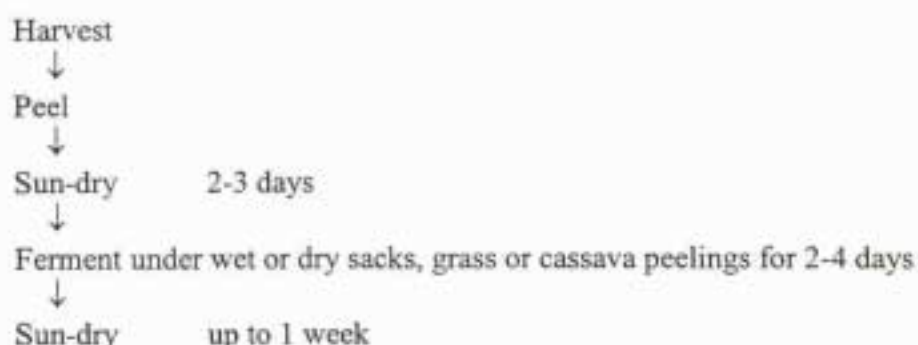 Harvest
↓
Peel
↓
Sun-dry 2-3 days
↓
Ferment under wet or dry sacks, grass or cassava peelings for 2-4 days
↓
Sun-dry up to 1 week